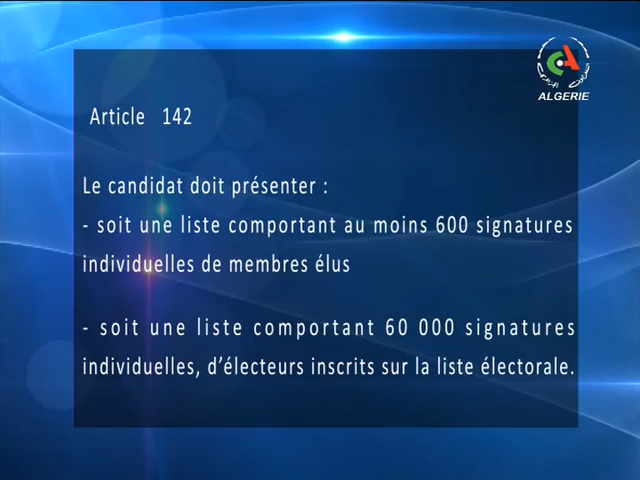 ALGERIE
Article 142
Le candidat doit présenter :
- soit une liste comportant au moins 600 signatures
individuelles de membres élus
- soit une liste comportant 60 000 signatures
individuelles, d'électeurs inscrits sur la liste électorale.